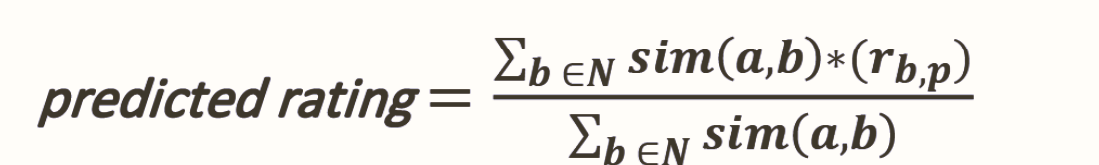 predicted rating = ∑b ∈N sim(a,b)*(rb,p)
∑b ∈N sim(a,b)